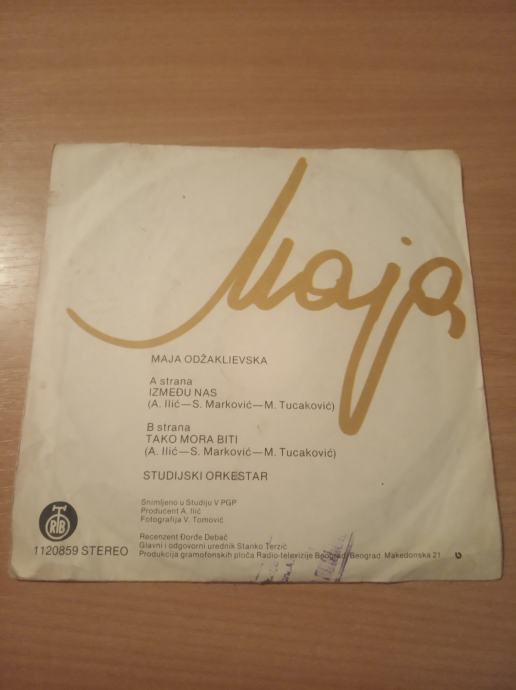 Maja
MAJA ODŽAKLIEVSKA
A strana
IZMEĐU NAS
(A. Ilić—S. Marković—M. Tucaković)
B strana
TAKO MORA BITI
(A. Ilić—S. Marković—M. Tucaković)
STUDIJSKI ORKESTAR
Snimljeno u Studiju V PGP
Producent A. Ilić
Fotografija V. Tomović
RTB
Recenzent Đorđe Debač
Glavni i odgovorni urednik Stanko Terzić
1120859 STEREO
Produkcija gramofonskih ploča Radio-televizije Beograd, Beograd, Makedonska 21